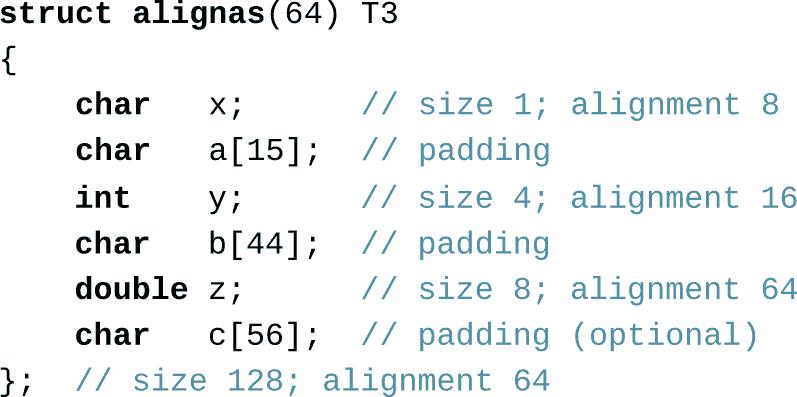 struct alignas(64) T3
{
    char   x;      // size 1; alignment 8
    char   a[15];  // padding
    int    y;      // size 4; alignment 16
    char   b[44];  // padding
    double z;      // size 8; alignment 64
    char   c[56];  // padding (optional)
};  // size 128; alignment 64